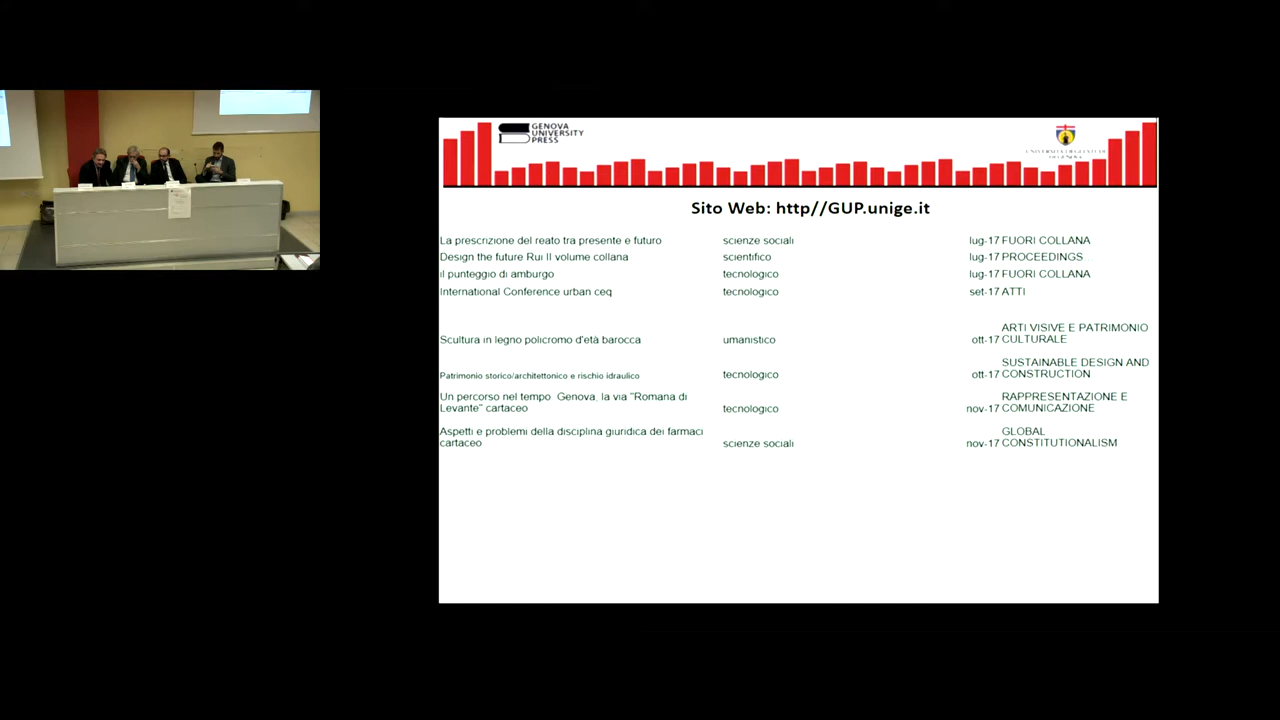 GENOVA
UNIVERSITY
PRESS
UNIVERSITÀ DEGLI STUDI
DI GENOVA
Sito Web: http//GUP.unige.it
La prescrizione del reato tra presente e futuro scienze sociali lug-17 FUORI COLLANA
Design the future Rui II volume collana scientifico lug-17 PROCEEDINGS
il punteggio di amburgo tecnologico lug-17 FUORI COLLANA
International Conference urban ceq tecnologico set-17 ATTI
Scultura in legno policromo d'età barocca umanistico ott-17 ARTI VISIVE E PATRIMONIO
CULTURALE
Patrimonio storico/architettonico e rischio idraulico tecnologico ott-17 SUSTAINABLE DESIGN AND
CONSTRUCTION
Un percorso nel tempo Genova, la via "Romana di
Levante" cartaceo tecnologico nov-17 RAPPRESENTAZIONE E
COMUNICAZIONE
Aspetti e problemi della disciplina giuridica dei farmaci
cartaceo scienze sociali nov-17 GLOBAL
CONSTITUTIONALISM